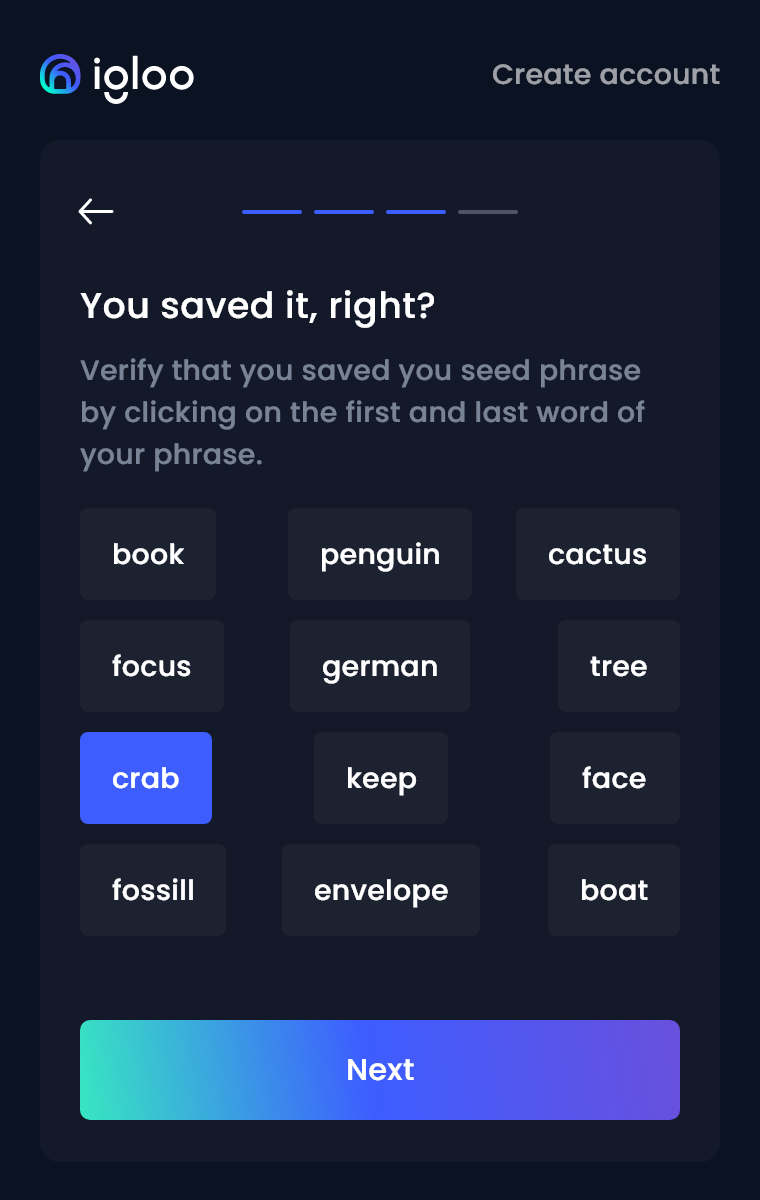 igloo
Create account
You saved it, right?
Verify that you saved you seed phrase
by clicking on the first and last word of
your phrase.
book penguin cactus
focus german tree
crab keep face
fossill envelope boat
Next